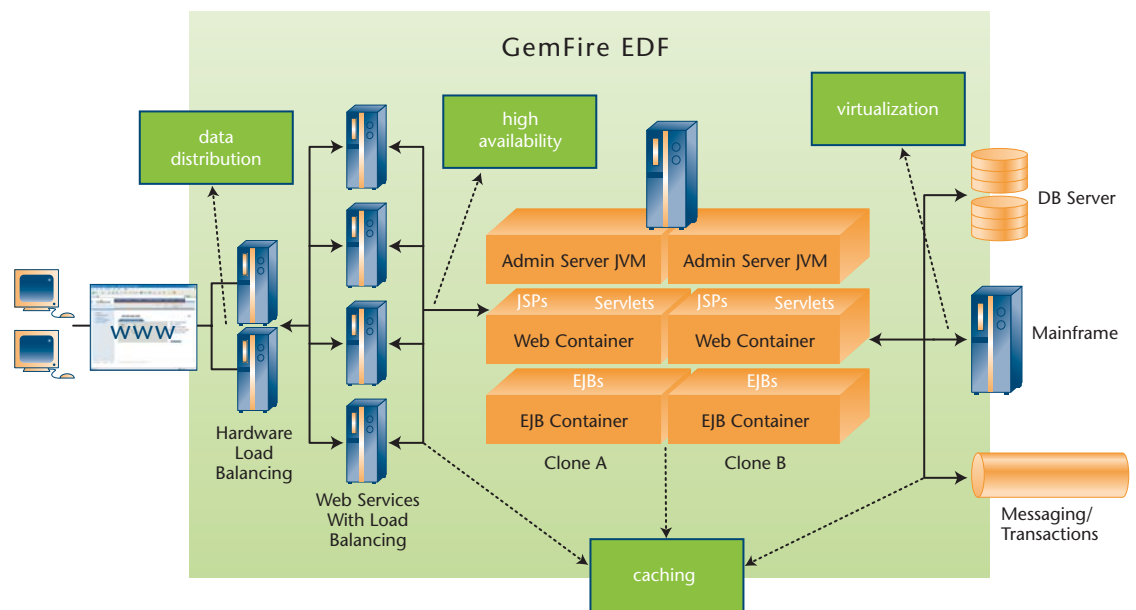 GemFire EDF
data
distribution
high
availability
virtualization
DB Server
Admin Server JVM
Admin Server JVM
JSPs
Servlets
JSPs
Servlets
www
Web Container
Web Container
Mainframe
EJBs
EJBs
EJB Container
EJB Container
Hardware
Load
Balancing
Clone A
Clone B
Web Services
With Load
Balancing
Messaging/
Transactions
caching